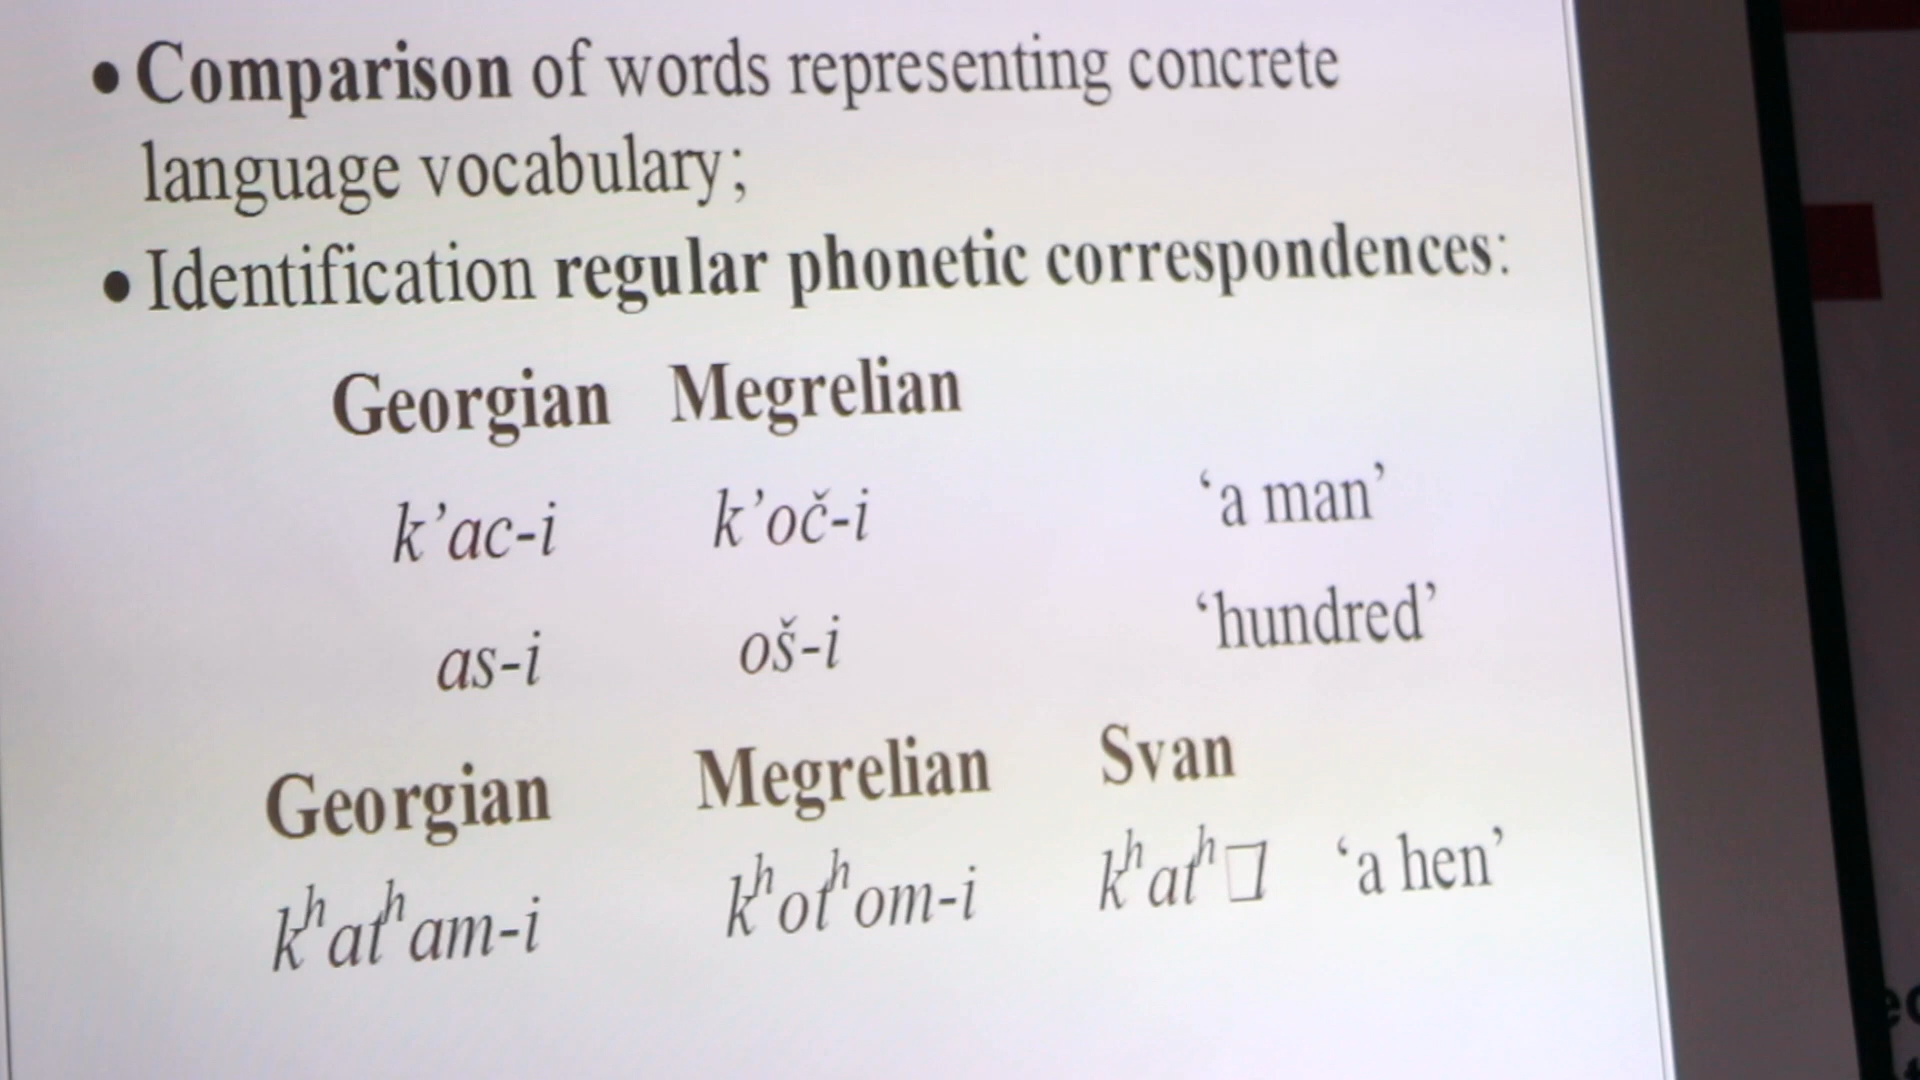 • Comparison of words representing concrete
language vocabulary;
• Identification regular phonetic correspondences:
Georgian Megrelian
k’ac-i k’oč-i ‘a man’
as-i oš-i ‘hundred’
Georgian Megrelian Svan
kʰatʰam-i kʰotʰom-i kʰatʰ□ ‘a hen’